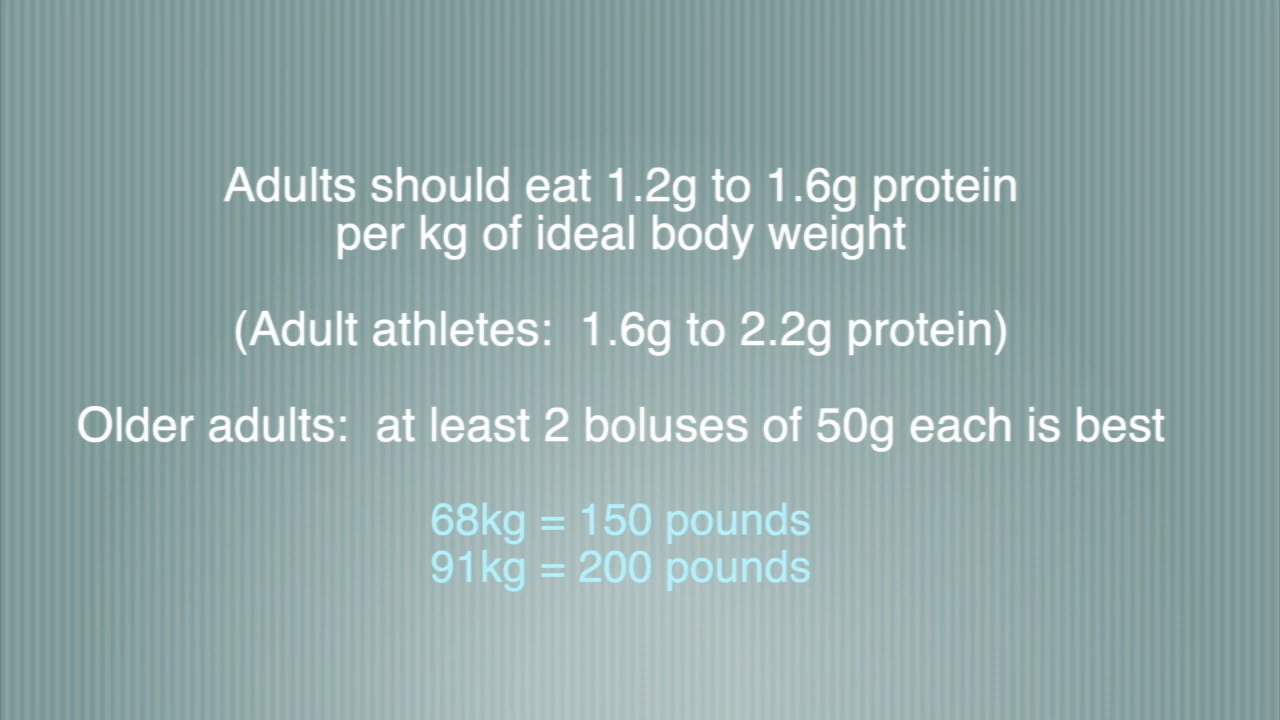 Adults should eat 1.2g to 1.6g protein
per kg of ideal body weight
(Adult athletes:  1.6g to 2.2g protein)
Older adults:  at least 2 boluses of 50g each is best
68kg = 150 pounds
91kg = 200 pounds